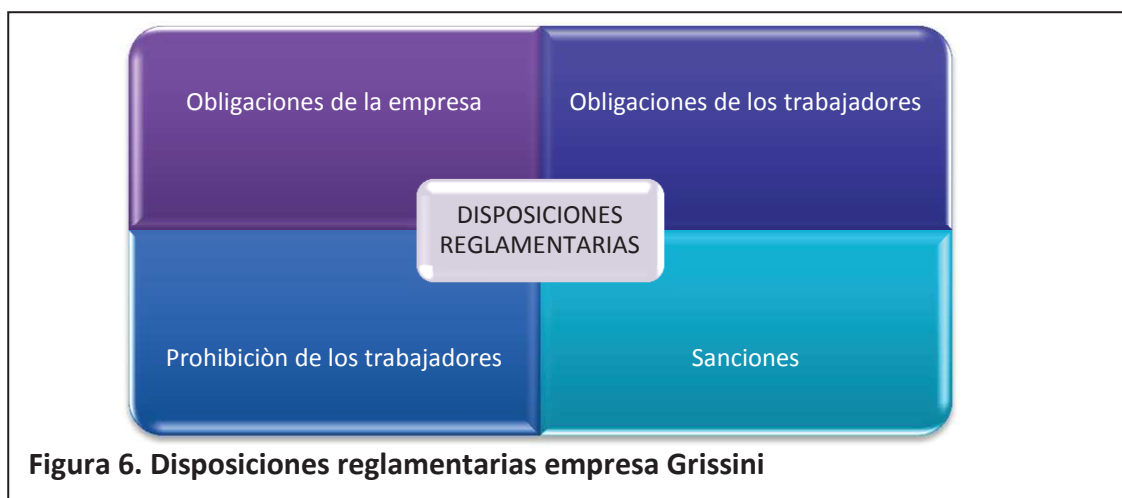 Obligaciones de la empresa
Obligaciones de los trabajadores
DISPOSICIONES
REGLAMENTARIAS
Prohibiciòn de los trabajadores
Sanciones
Figura 6. Disposiciones reglamentarias empresa Grissini